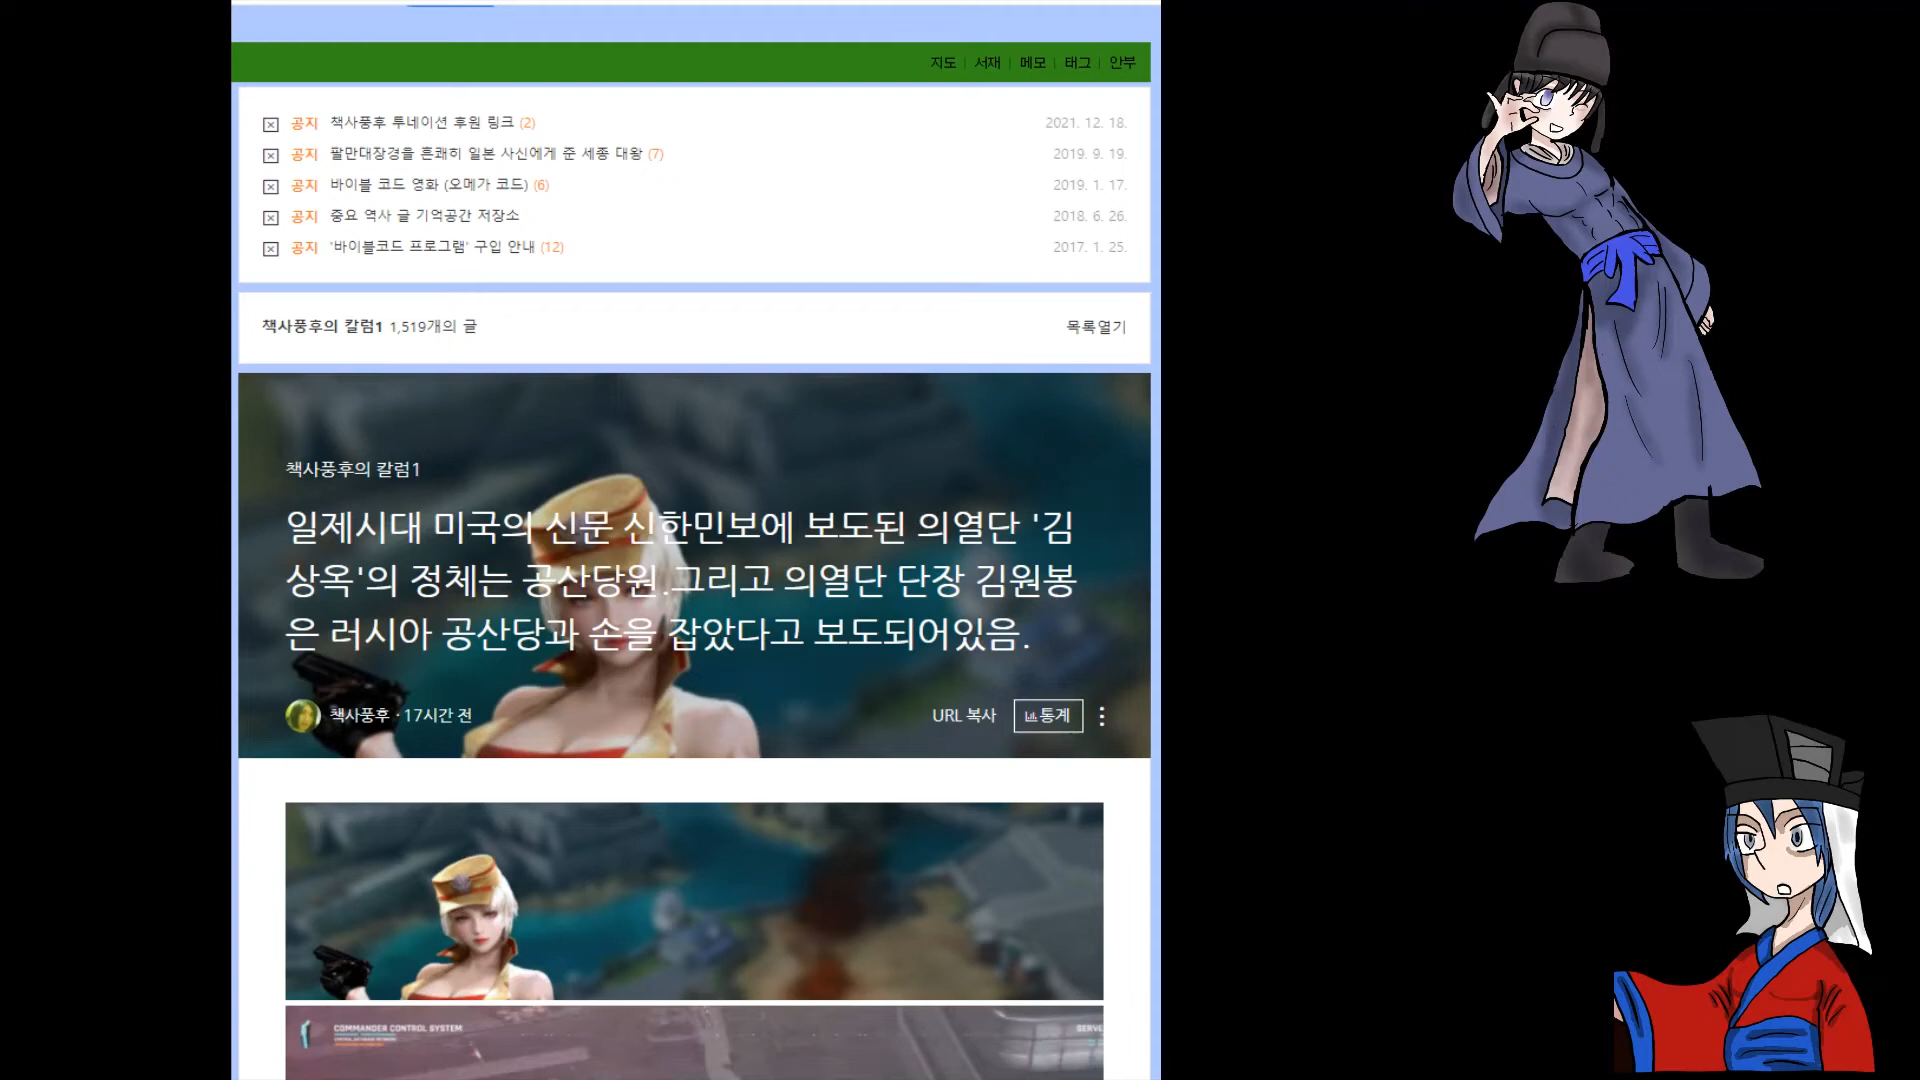 지도 | 서재 | 메모 | 태그 | 안부
공지 책사풍후 투네이션 후원 링크 (2) 2021. 12. 18.
공지 팔만대장경을 흔쾌히 일본 사신에게 준 세종 대왕 (7) 2019. 9. 19.
공지 바이블 코드 영화 (오메가 코드) (6) 2019. 1. 17.
공지 중요 역사 글 기억공간 저장소 2018. 6. 26.
공지 '바이블코드 프로그램' 구입 안내 (12) 2017. 1. 25.
책사풍후의 칼럼1 1,519개의 글 목록열기
책사풍후의 칼럼1
일제시대 미국의 신문 신한민보에 보도된 의열단 '김
상옥'의 정체는 공산당원.그리고 의열단 단장 김원봉
은 러시아 공산당과 손을 잡았다고 보도되어있음.
책사풍후 · 17시간 전 URL 복사 통계
COMMANDER CONTROL SYSTEM